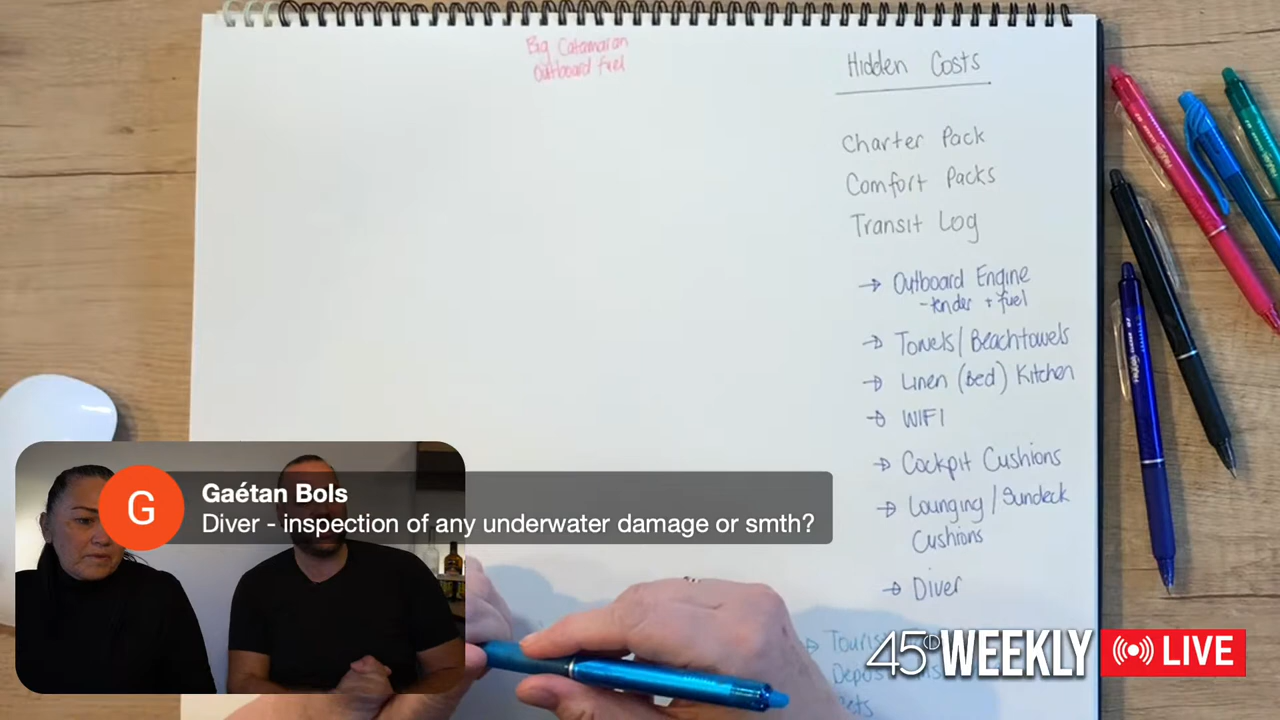 Big Catamaran
Outboard fuel
Hidden Costs
Charter Pack
Comfort Packs
Transit Log
→ Outboard Engine
- tender + fuel
→ Towels/Beachtowels
→ Linen (Bed) Kitchen
→ WIFI
→ Cockpit Cushions
→ Lounging/Sundeck
Cushions
→ Diver
G
Gaétan Bols
Diver - inspection of any underwater damage or smth?
45° WEEKLY
LIVE